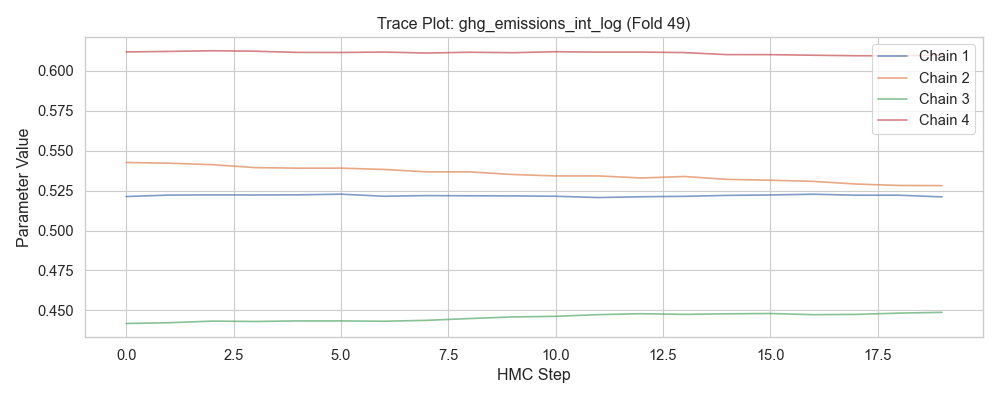 Trace Plot: ghg_emissions_int_log (Fold 49)
Parameter Value
0.600
0.575
0.550
0.525
0.500
0.475
0.450
Chain 1
Chain 2
Chain 3
Chain 4
0.0 2.5 5.0 7.5 10.0 12.5 15.0 17.5
HMC Step